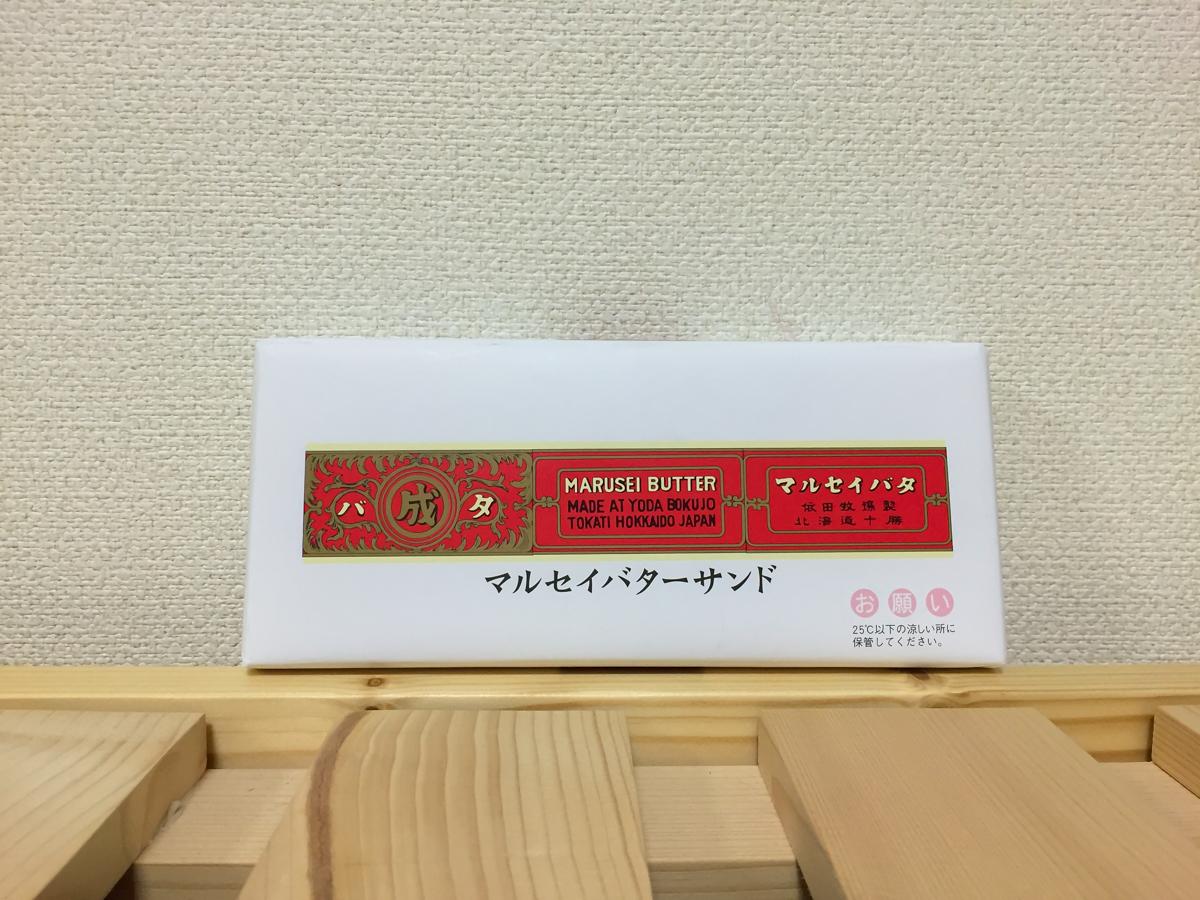 バ 成 タ
MARUSEI BUTTER
MADE AT YODA BOKUJO
TOKATI HOKKAIDO JAPAN
マルセイバタ
依田牧場製
北海道十勝
マルセイバターサンド
お願い
25℃以下の涼しい所に
保管してください。